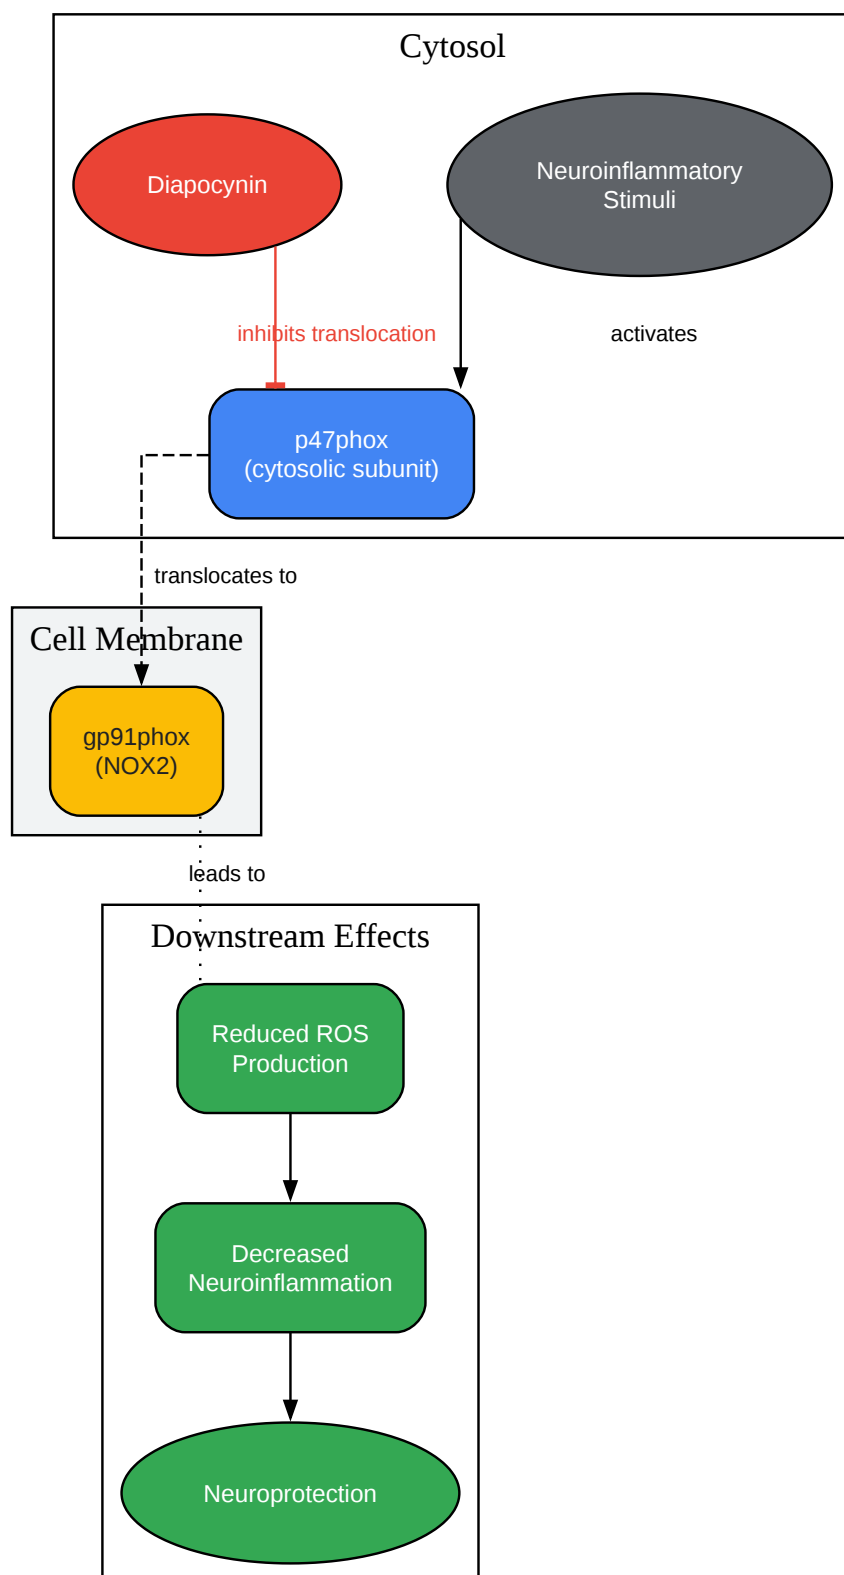 Cytosol
Diapocynin
Neuroinflammatory
Stimuli
inhibits translocation
activates
p47phox
(cytosolic subunit)
translocates to
Cell Membrane
gp91phox
(NOX2)
leads to
Downstream Effects
Reduced ROS
Production
Decreased
Neuroinflammation
Neuroprotection